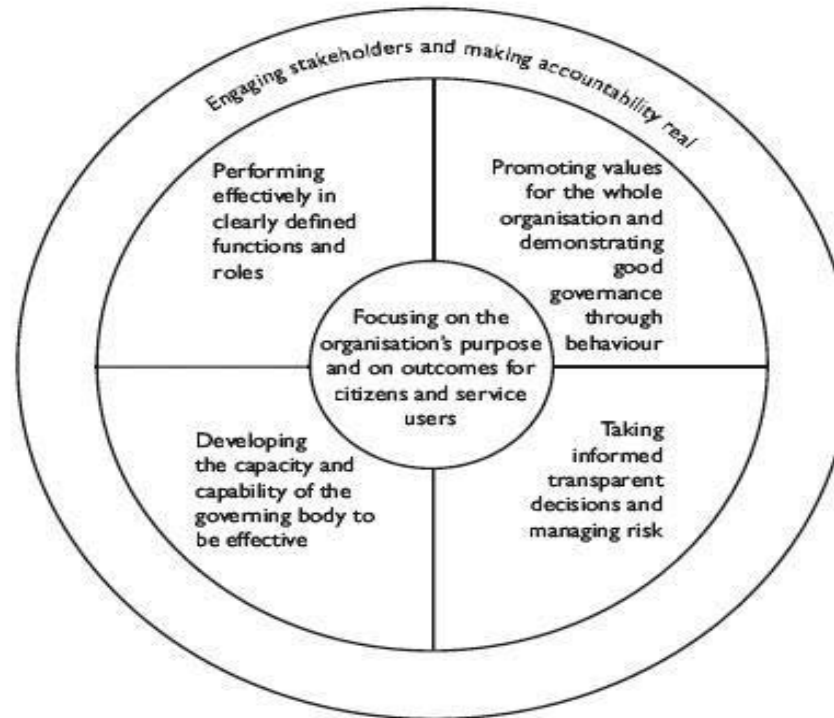 Engaging stakeholders and making accountability real
Performing
effectively in
clearly defined
functions and
roles
Promoting values
for the whole
organisation and
demonstrating
good
governance
through
behaviour
Focusing on the
organisation's purpose
and on outcomes for
citizens and service
users
Developing
the capacity and
capability of the
governing body to
be effective
Taking
informed
transparent
decisions and
managing risk